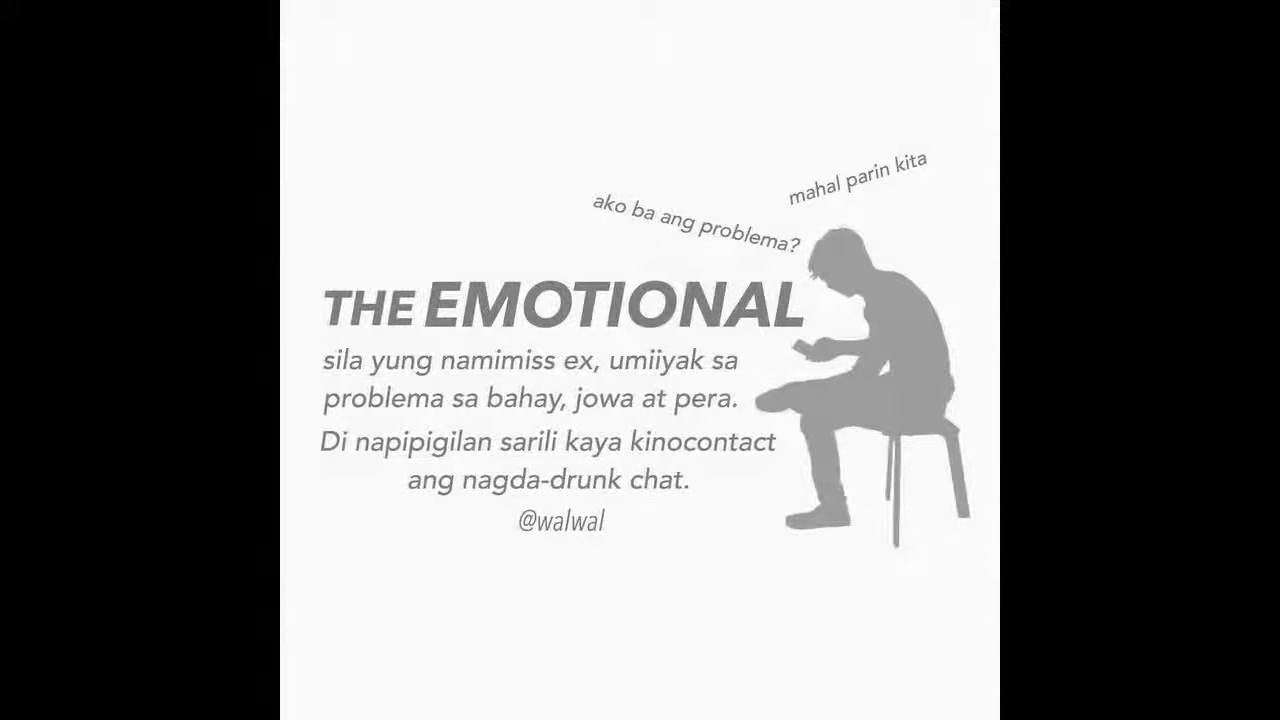 mahal parin kita
ako ba ang problema?
THE EMOTIONAL
sila yung namimiss ex, umiiyak sa
problema sa bahay, jowa at pera.
Di napipigilan sarili kaya kinocontact
ang nagda-drunk chat.
@walwal